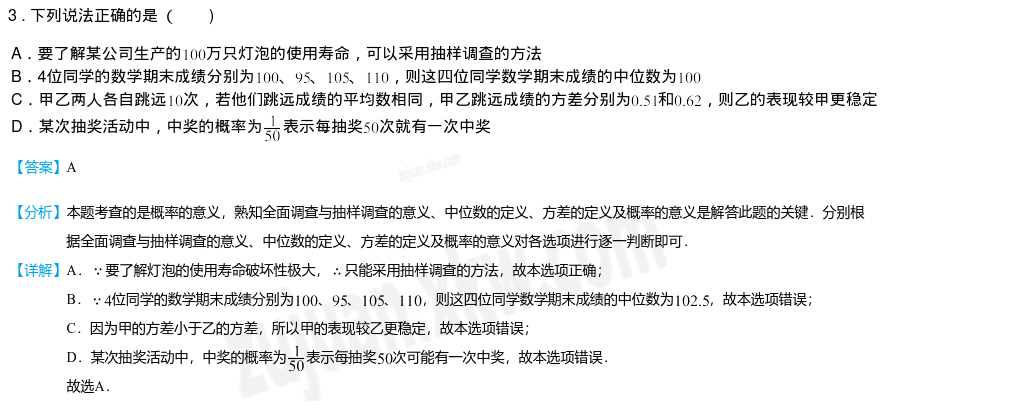 3．下列说法正确的是（　　）
A．要了解某公司生产的100万只灯泡的使用寿命，可以采用抽样调查的方法
B．4位同学的数学期末成绩分别为100、95、105、110，则这四位同学数学期末成绩的中位数为100
C．甲乙两人各自跳远10次，若他们跳远成绩的平均数相同，甲乙跳远成绩的方差分别为0.51和0.62，则乙的表现较甲更稳定
D．某次抽奖活动中，中奖的概率为1/50表示每抽奖50次就有一次中奖
【答案】A
【分析】本题考查的是概率的意义，熟知全面调查与抽样调查的意义、中位数的定义、方差的定义及概率的意义是解答此题的关键．分别根
据全面调查与抽样调查的意义、中位数的定义、方差的定义及概率的意义对各选项进行逐一判断即可．
【详解】A．∵要了解灯泡的使用寿命破坏性极大，∴只能采用抽样调查的方法，故本选项正确；
B．∵4位同学的数学期末成绩分别为100、95、105、110，则这四位同学数学期末成绩的中位数为102.5，故本选项错误；
C．因为甲的方差小于乙的方差，所以甲的表现较乙更稳定，故本选项错误；
D．某次抽奖活动中，中奖的概率为1/50表示每抽奖50次可能有一次中奖，故本选项错误．
故选A．
zujuan.xkw.com
zujuan.xkw.com